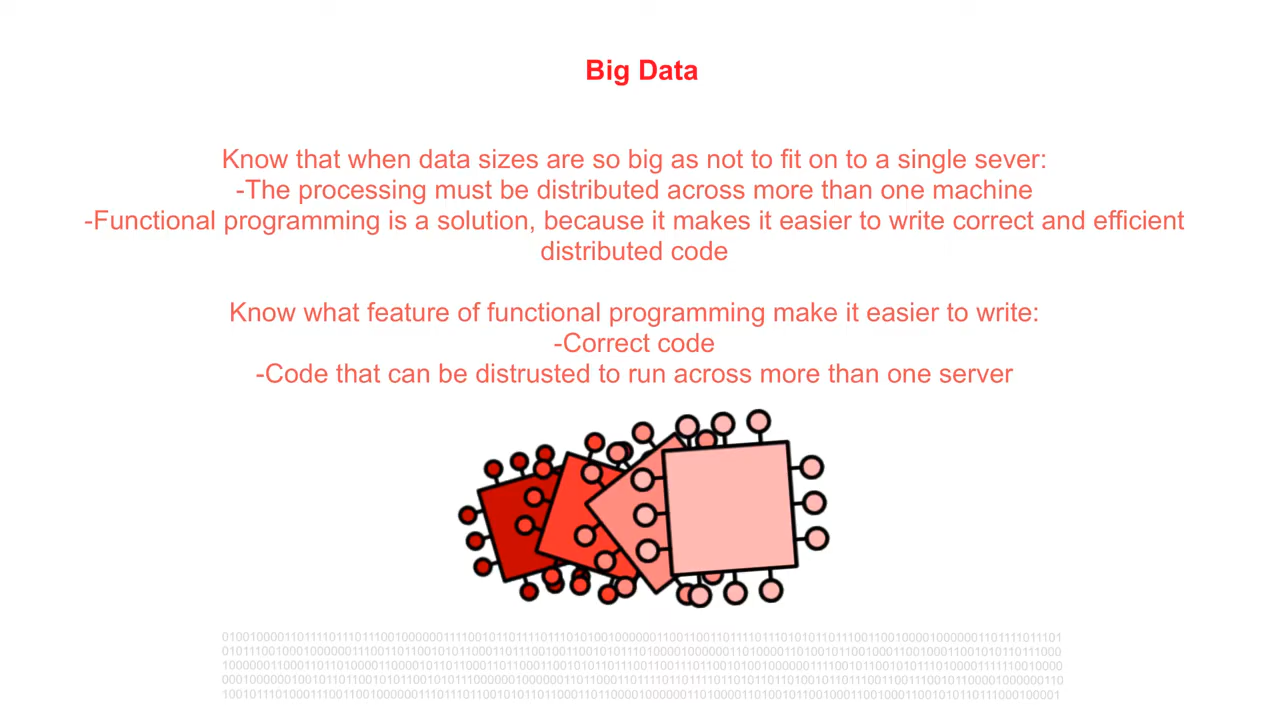 Big Data
Know that when data sizes are so big as not to fit on to a single sever:
-The processing must be distributed across more than one machine
-Functional programming is a solution, because it makes it easier to write correct and efficient
distributed code
Know what feature of functional programming make it easier to write:
-Correct code
-Code that can be distrusted to run across more than one server